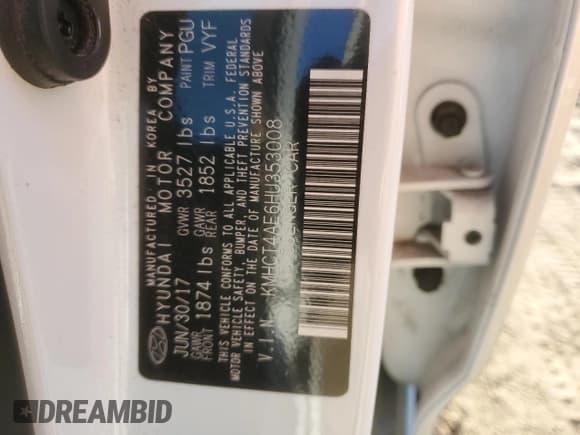 MANUFACTURED IN KOREA BY
HYUNDAI MOTOR COMPANY
JUN/30/17 GVWR 3527 lbs PAINT PGU
GAWR FRONT 1874 lbs GAWR REAR 1852 lbs TRIM VYF
THIS VEHICLE CONFORMS TO ALL APPLICABLE U.S.A. FEDERAL
MOTOR VEHICLE SAFETY, BUMPER, AND THEFT PREVENTION STANDARDS
IN EFFECT ON THE DATE OF MANUFACTURE SHOWN ABOVE
V.I.N. KMHCT4AE6HU353008
CAR
DREAMBID